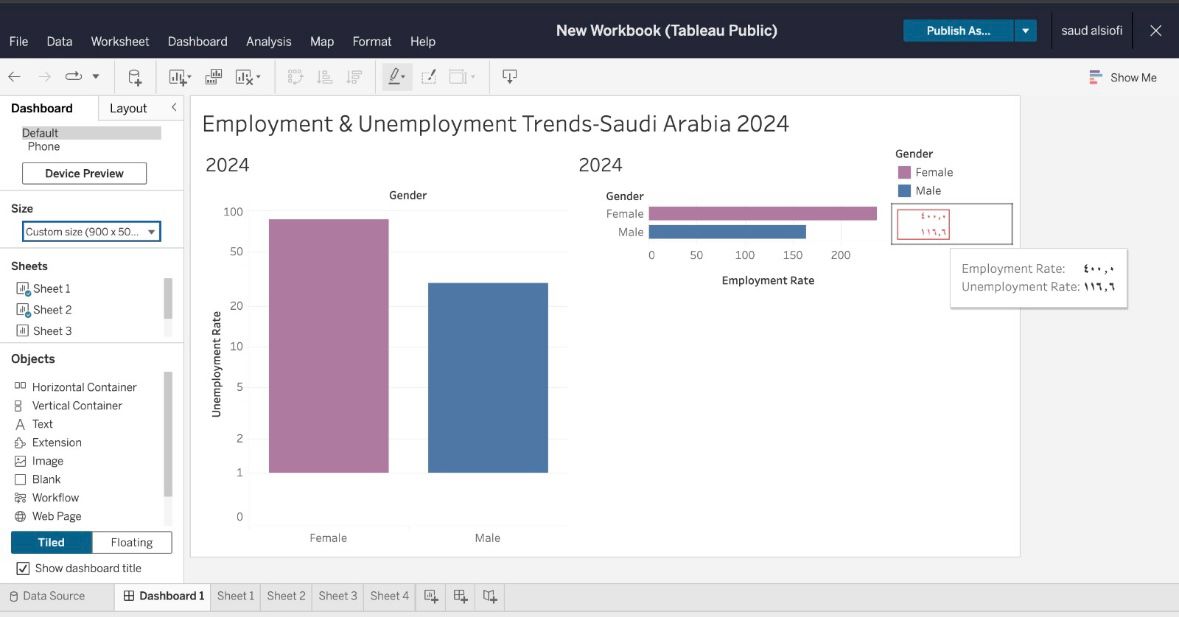 New Workbook (Tableau Public)
Publish As...
saud alsiofi
File Data Worksheet Dashboard Analysis Map Format Help
Show Me
Dashboard
Layout
Default
Phone
Device Preview
Size
Custom size (900 x 50...
Sheets
Sheet 1
Sheet 2
Sheet 3
Objects
Horizontal Container
Vertical Container
Text
Extension
Image
Blank
Workflow
Web Page
Tiled
Floating
Show dashboard title
Employment & Unemployment Trends-Saudi Arabia 2024
2024
Gender
Unemployment Rate
100
50
20
10
5
2
1
0
Female
Male
2024
Gender
Female
Male
0 50 100 150 200
Employment Rate
Gender
Female
Male
٤٠٠,٠
١١٦,٦
Employment Rate: ٤٠٠,٠
Unemployment Rate: ١١٦,٦
Data Source
Dashboard 1
Sheet 1
Sheet 2
Sheet 3
Sheet 4